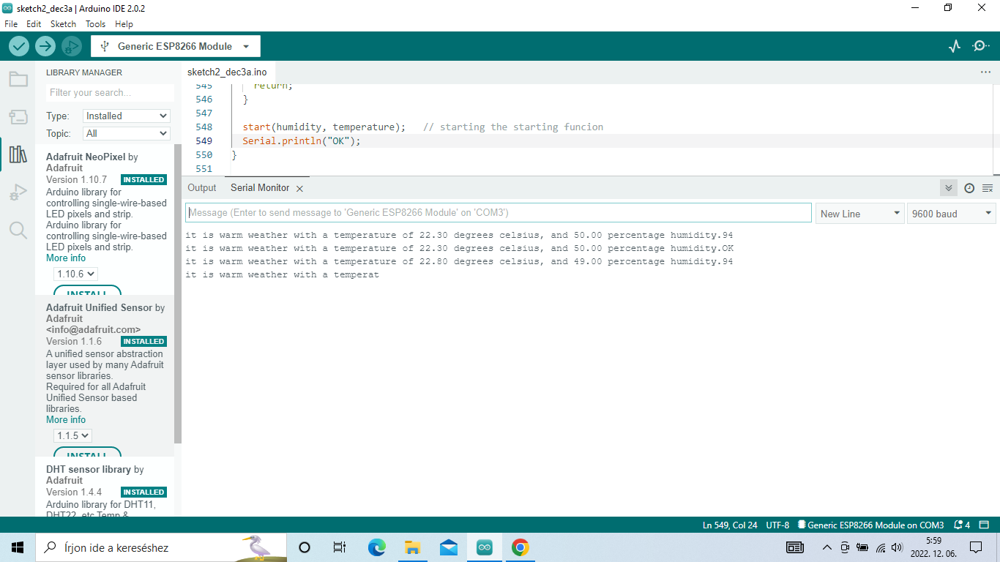 sketch2_dec3a | Arduino IDE 2.0.2
File Edit Sketch Tools Help
Generic ESP8266 Module
LIBRARY MANAGER
Filter your search...
Type: Installed
Topic: All
Adafruit NeoPixel by
Adafruit
Version 1.10.7 INSTALLED
Arduino library for
controlling single-wire-based
LED pixels and strip.
Arduino library for
controlling single-wire-based
LED pixels and strip.
More info
1.10.6
INSTALL
Adafruit Unified Sensor by
Adafruit
<info@adafruit.com>
Version 1.1.6 INSTALLED
A unified sensor abstraction
layer used by many Adafruit
sensor libraries.
Required for all Adafruit
Unified Sensor based
libraries.
More info
1.1.5
INSTALL
DHT sensor library by
Adafruit
Version 1.4.4 INSTALLED
Arduino library for DHT11,
DHT22, etc Temp &
sketch2_dec3a.ino
545 return;
546 }
547
548 start(humidity, temperature); // starting the starting funcion
549 Serial.println("OK");
550 }
551
Output Serial Monitor
Message (Enter to send message to 'Generic ESP8266 Module' on 'COM3')
New Line 9600 baud
it is warm weather with a temperature of 22.30 degrees celsius, and 50.00 percentage humidity.94
it is warm weather with a temperature of 22.30 degrees celsius, and 50.00 percentage humidity.OK
it is warm weather with a temperature of 22.80 degrees celsius, and 49.00 percentage humidity.94
it is warm weather with a temperat
Ln 549, Col 24 UTF-8 Generic ESP8266 Module on COM3 4
Írjon ide a kereséshez
5:59
2022. 12. 06.